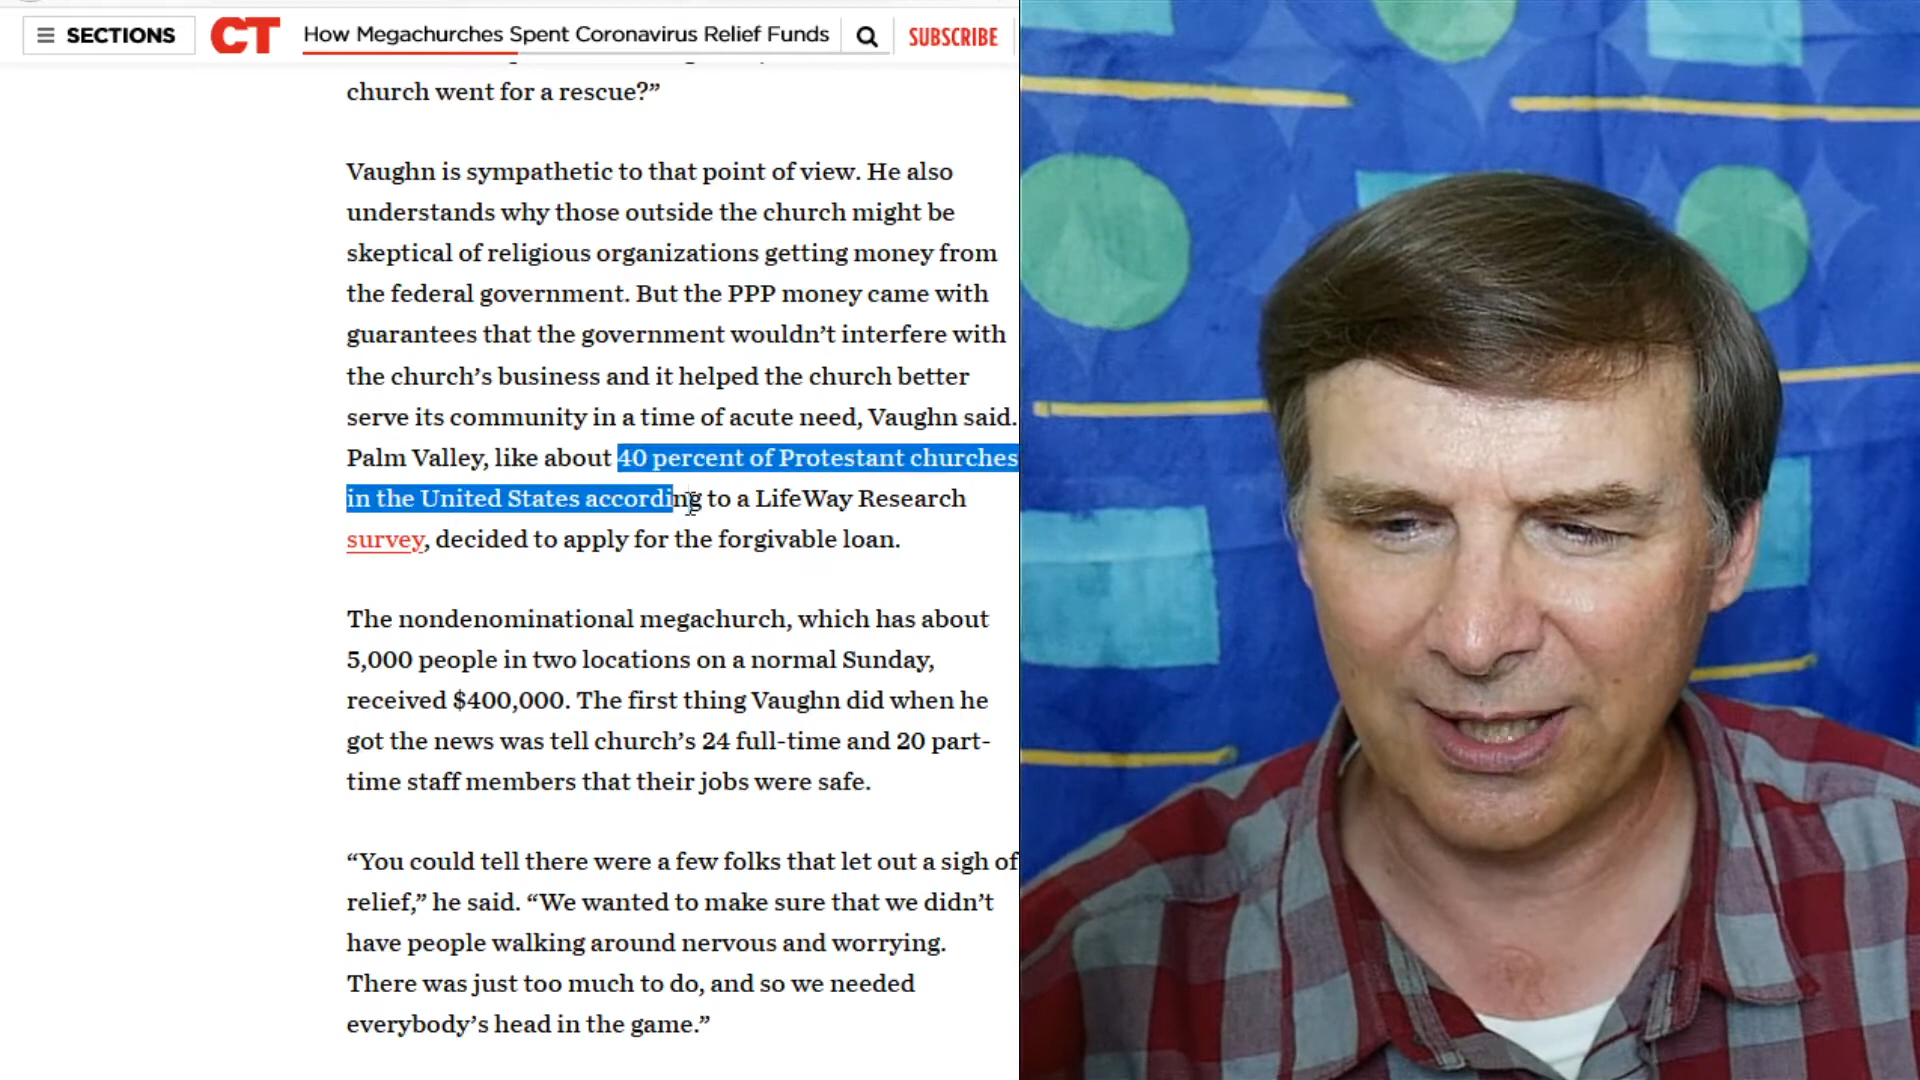 SECTIONS
CT
How Megachurches Spent Coronavirus Relief Funds
SUBSCRIBE
church went for a rescue?”
Vaughn is sympathetic to that point of view. He also
understands why those outside the church might be
skeptical of religious organizations getting money from
the federal government. But the PPP money came with
guarantees that the government wouldn’t interfere with
the church’s business and it helped the church better
serve its community in a time of acute need, Vaughn said.
Palm Valley, like about 40 percent of Protestant churches
in the United States according to a LifeWay Research
survey, decided to apply for the forgivable loan.
The nondenominational megachurch, which has about
5,000 people in two locations on a normal Sunday,
received $400,000. The first thing Vaughn did when he
got the news was tell church’s 24 full-time and 20 part-
time staff members that their jobs were safe.
“You could tell there were a few folks that let out a sigh of
relief,” he said. “We wanted to make sure that we didn’t
have people walking around nervous and worrying.
There was just too much to do, and so we needed
everybody’s head in the game.”